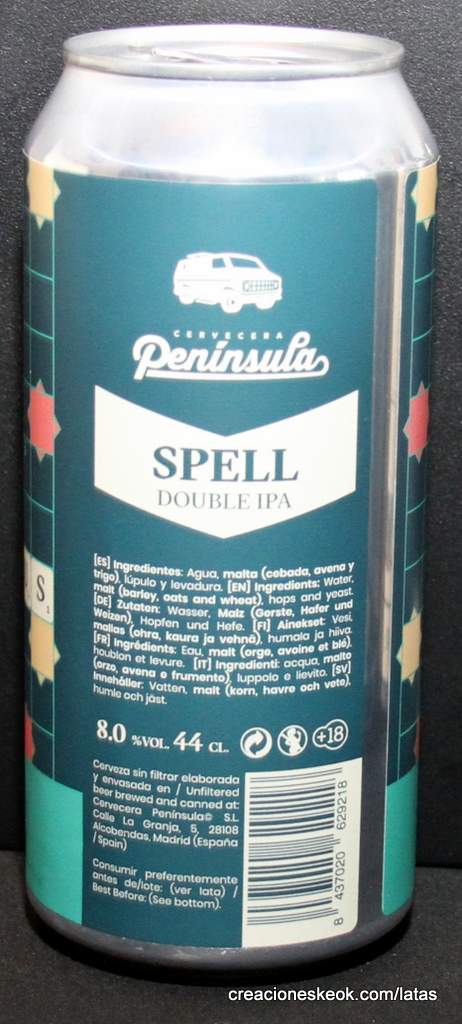 CERVECERA
Península
SPELL
DOUBLE IPA
[ES] Ingredientes: Agua, malta (cebada, avena y
trigo), lúpulo y levadura. [EN] Ingredients: Water,
malt (barley, oats and wheat), hops and yeast.
[DE] Zutaten: Wasser, Malz (Gerste, Hafer und
Weizen), Hopfen und Hefe. [FI] Ainekset: Vesi,
mallas (ohra, kaura ja vehnä), humala ja hiiva.
[FR] Ingrédients: Eau, malt (orge, avoine et blé),
houblon et levure. [IT] Ingredienti: acqua, malto
(orzo, avena e frumento), luppolo e lievito. [SV]
Innehåller: Vatten, malt (korn, havre och vete),
humle och jäst.
8.0 %VOL. 44 CL. +18
Cerveza sin filtrar elaborada
y envasada en / Unfiltered
beer brewed and canned at:
Cervecera Península© S.L.
Calle La Granja, 5, 28108
Alcobendas, Madrid (España
/ Spain)
Consumir preferentemente
antes de/lote: (ver lata) /
Best Before: (See bottom).
8 437020 629218
S
creacioneskeok.com/latas